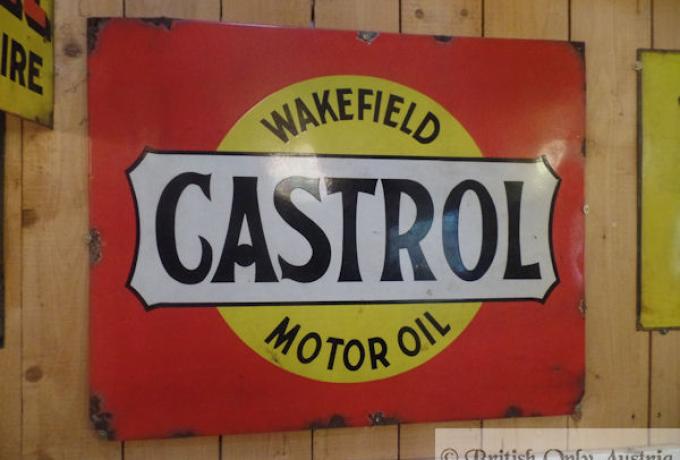 IRE
WAKEFIELD
CASTROL
MOTOR OIL
© British Only Austria